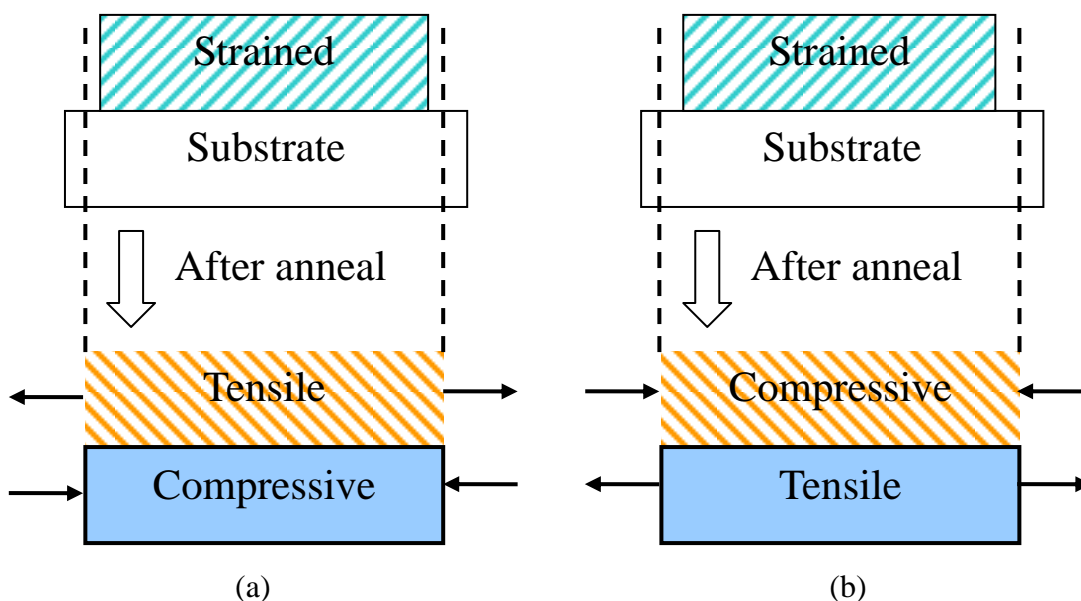 Strained
Substrate
After anneal
Tensile
Compressive
(a)
Strained
Substrate
After anneal
Compressive
Tensile
(b)